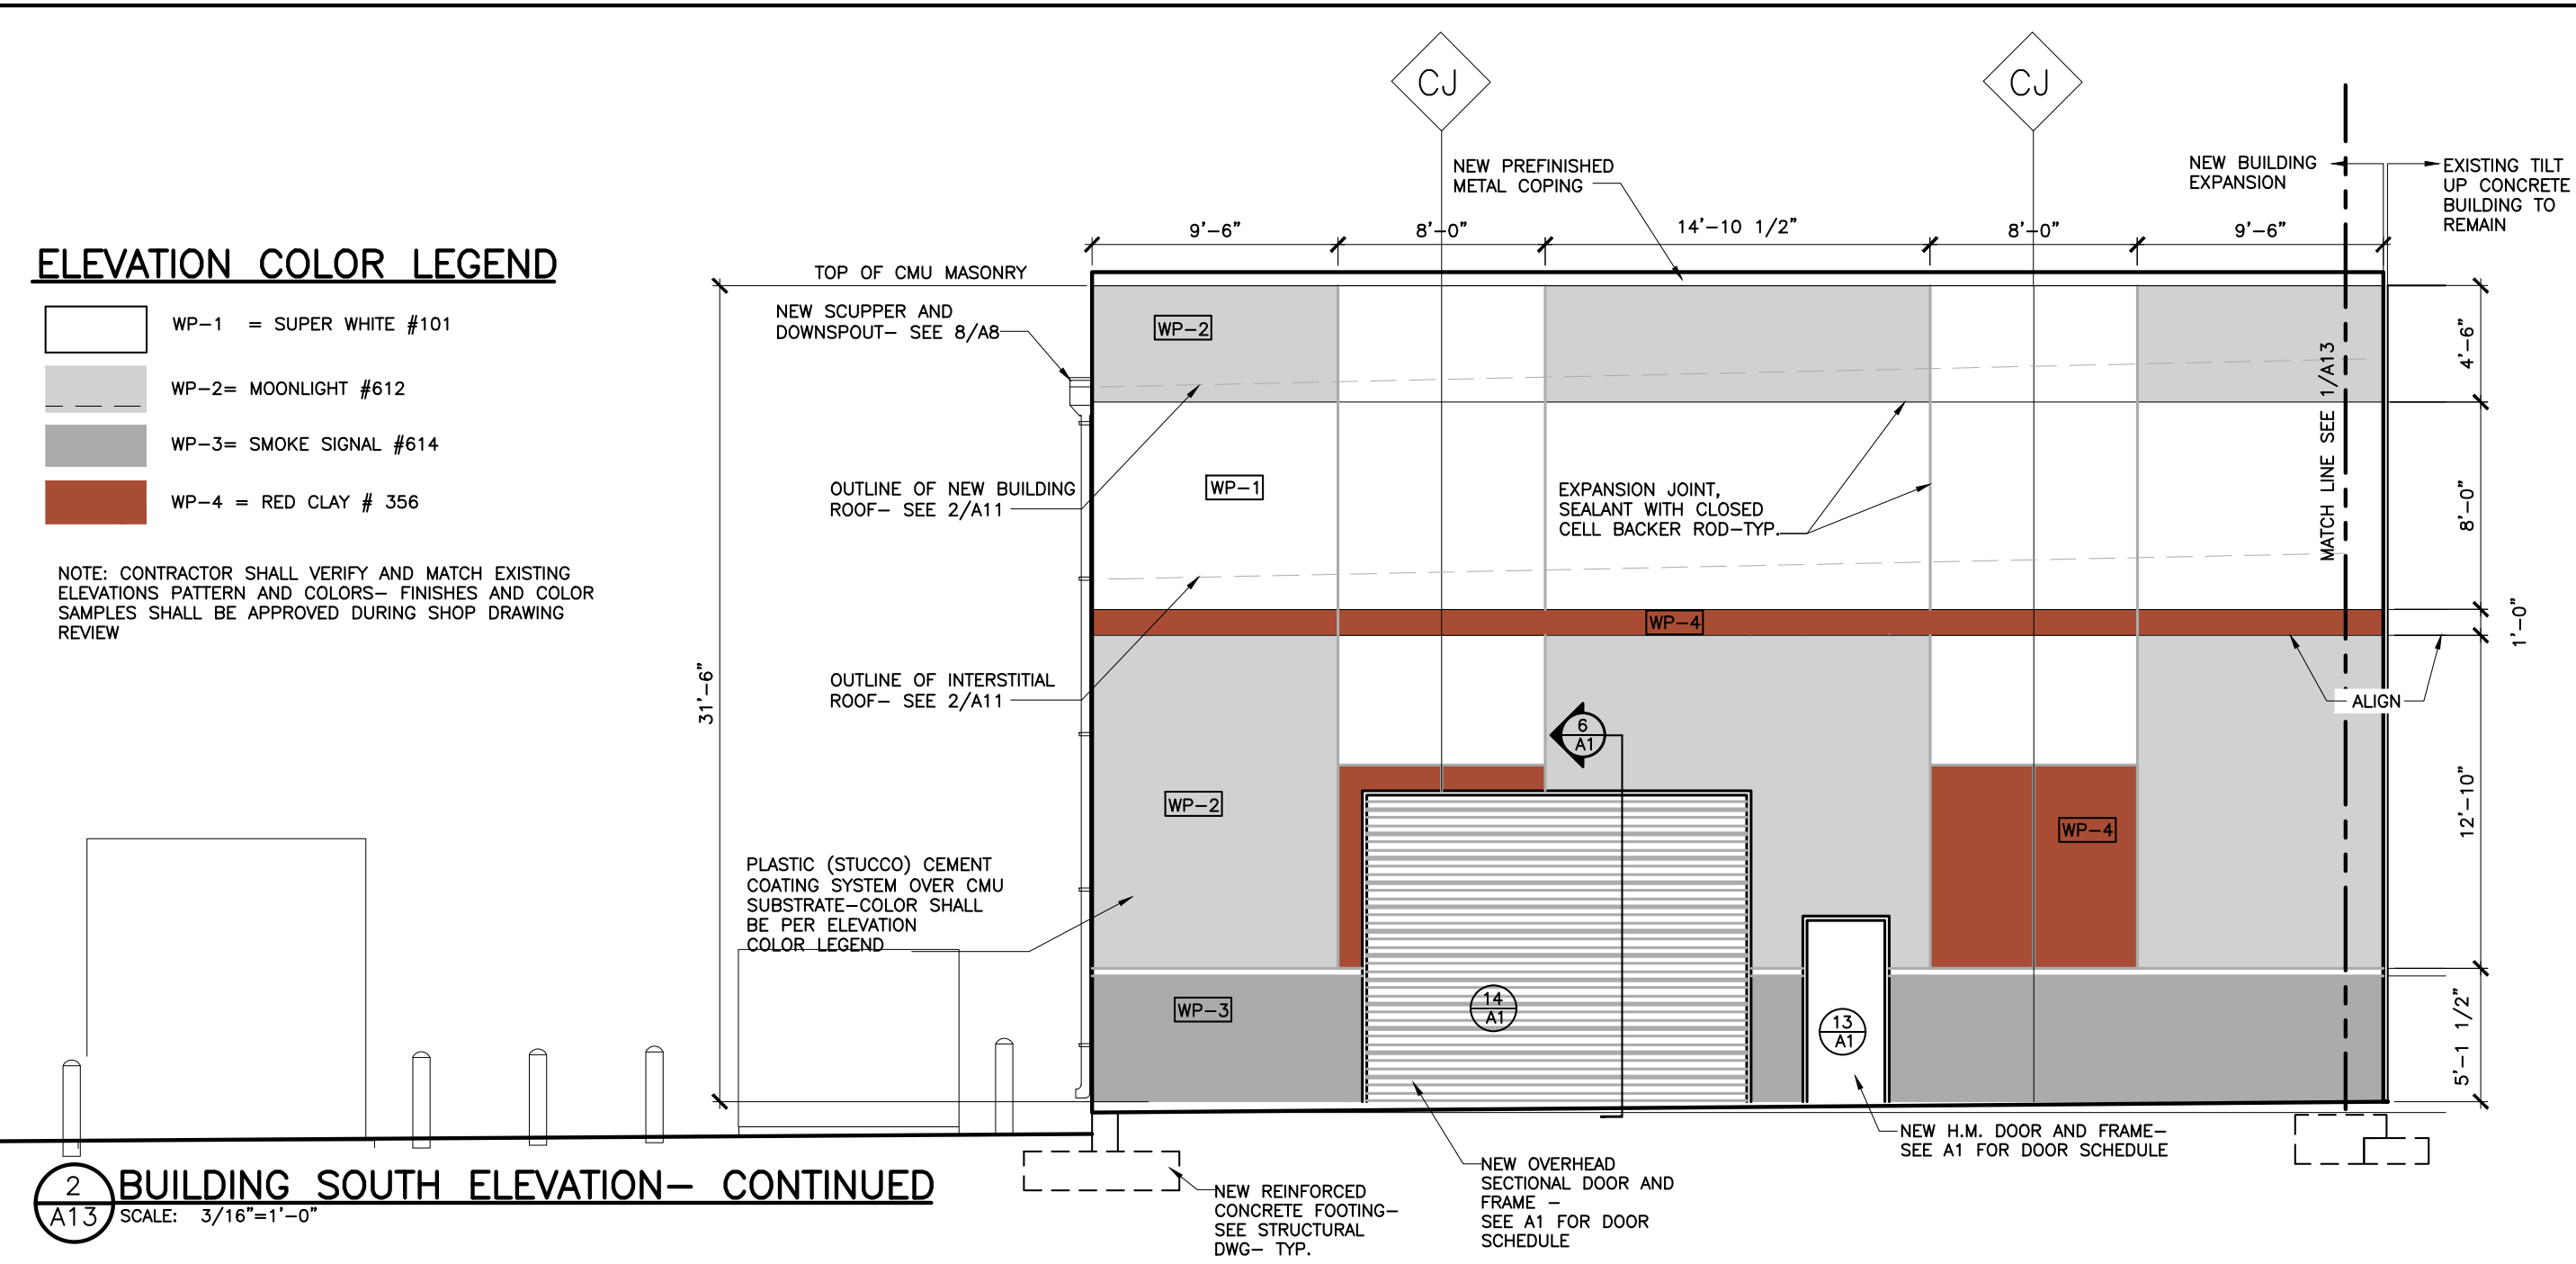 CJ
CJ
NEW PREFINISHED
METAL COPING
NEW BUILDING
EXPANSION
EXISTING TILT
UP CONCRETE
BUILDING TO
REMAIN
9'-6"
8'-0"
14'-10 1/2"
8'-0"
9'-6"
ELEVATION COLOR LEGEND
WP-1 = SUPER WHITE #101
WP-2= MOONLIGHT #612
WP-3= SMOKE SIGNAL #614
WP-4 = RED CLAY # 356
NOTE: CONTRACTOR SHALL VERIFY AND MATCH EXISTING
ELEVATIONS PATTERN AND COLORS- FINISHES AND COLOR
SAMPLES SHALL BE APPROVED DURING SHOP DRAWING
REVIEW
TOP OF CMU MASONRY
NEW SCUPPER AND
DOWNSPOUT- SEE 8/A8
OUTLINE OF NEW BUILDING
ROOF- SEE 2/A11
OUTLINE OF INTERSTITIAL
ROOF- SEE 2/A11
31'-6"
PLASTIC (STUCCO) CEMENT
COATING SYSTEM OVER CMU
SUBSTRATE-COLOR SHALL
BE PER ELEVATION
COLOR LEGEND
WP-2
WP-1
EXPANSION JOINT,
SEALANT WITH CLOSED
CELL BACKER ROD-TYP.
WP-4
WP-2
6
A1
WP-4
WP-3
14
A1
13
A1
MATCH LINE SEE 1/A13
ALIGN
4'-6"
8'-0"
1'-0"
12'-10"
5'-1 1/2"
NEW H.M. DOOR AND FRAME-
SEE A1 FOR DOOR SCHEDULE
NEW OVERHEAD
SECTIONAL DOOR AND
FRAME -
SEE A1 FOR DOOR
SCHEDULE
NEW REINFORCED
CONCRETE FOOTING-
SEE STRUCTURAL
DWG- TYP.
2
A13
BUILDING SOUTH ELEVATION- CONTINUED
SCALE: 3/16"=1'-0"